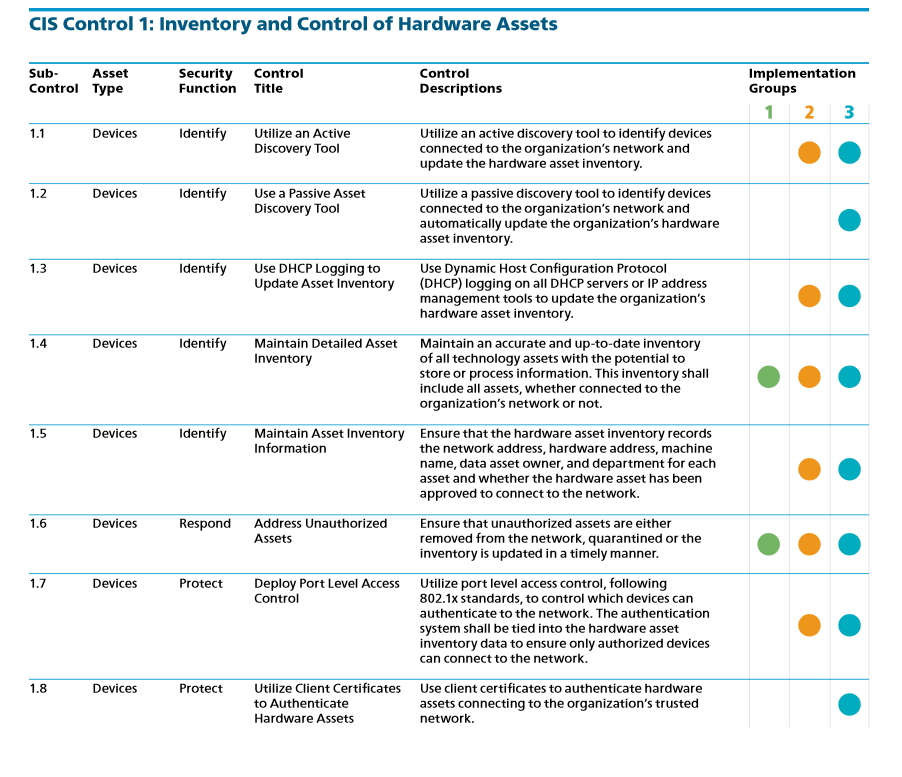 CIS Control 1: Inventory and Control of Hardware Assets
Sub-Control Asset Type Security Function Control Title Control Descriptions Implementation Groups
1 2 3
1.1 Devices Identify Utilize an Active Utilize an active discovery tool to identify devices
Discovery Tool connected to the organization's network and
update the hardware asset inventory.
1.2 Devices Identify Use a Passive Asset Utilize a passive discovery tool to identify devices
Discovery Tool connected to the organization's network and
automatically update the organization's hardware
asset inventory.
1.3 Devices Identify Use DHCP Logging to Use Dynamic Host Configuration Protocol
Update Asset Inventory (DHCP) logging on all DHCP servers or IP address
management tools to update the organization's
hardware asset inventory.
1.4 Devices Identify Maintain Detailed Asset Maintain an accurate and up-to-date inventory
Inventory of all technology assets with the potential to
store or process information. This inventory shall
include all assets, whether connected to the
organization's network or not.
1.5 Devices Identify Maintain Asset Inventory Ensure that the hardware asset inventory records
Information the network address, hardware address, machine
name, data asset owner, and department for each
asset and whether the hardware asset has been
approved to connect to the network.
1.6 Devices Respond Address Unauthorized Ensure that unauthorized assets are either
Assets removed from the network, quarantined or the
inventory is updated in a timely manner.
1.7 Devices Protect Deploy Port Level Access Utilize port level access control, following
Control 802.1x standards, to control which devices can
authenticate to the network. The authentication
system shall be tied into the hardware asset
inventory data to ensure only authorized devices
can connect to the network.
1.8 Devices Protect Utilize Client Certificates Use client certificates to authenticate hardware
to Authenticate assets connecting to the organization's trusted
Hardware Assets network.